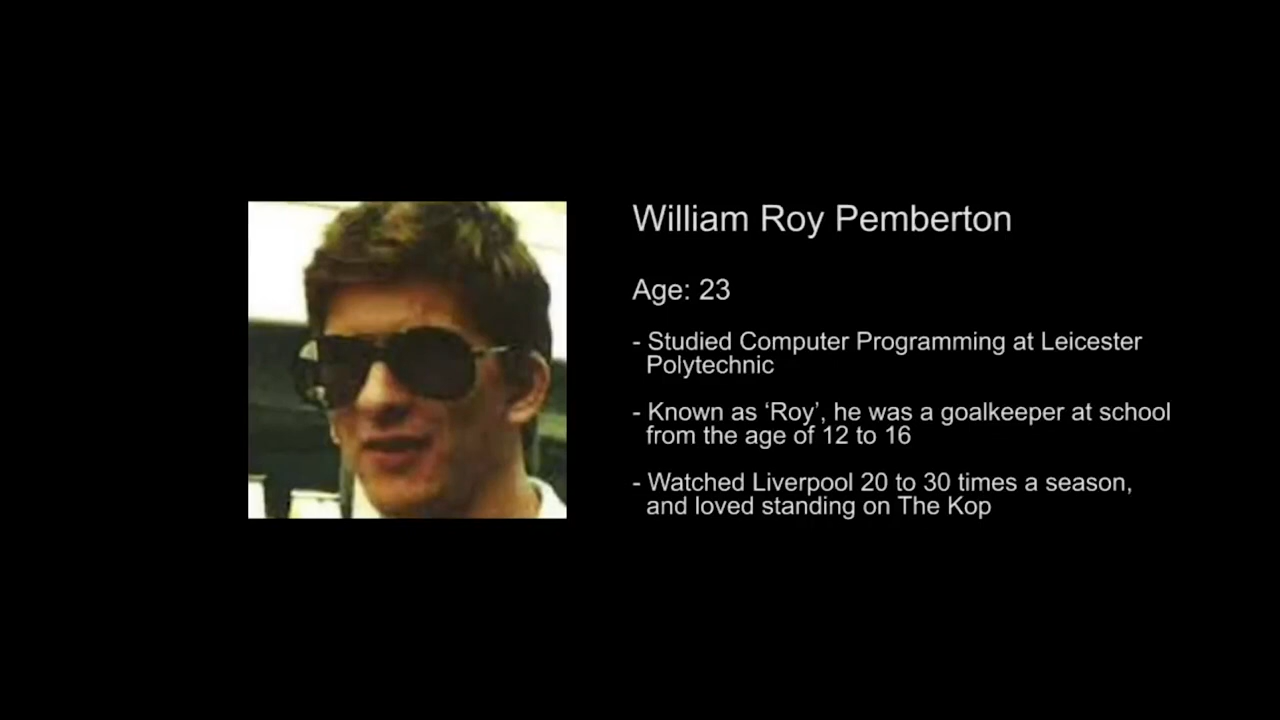 William Roy Pemberton
Age: 23
- Studied Computer Programming at Leicester
Polytechnic
- Known as ‘Roy’, he was a goalkeeper at school
from the age of 12 to 16
- Watched Liverpool 20 to 30 times a season,
and loved standing on The Kop